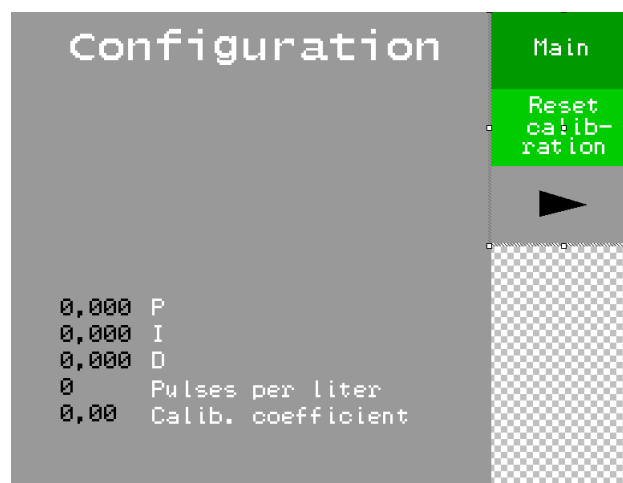 Configuration
Main
Reset
calib-
ration
0,000 P
0,000 I
0,000 D
0 Pulses per liter
0,00 Calib. coefficient